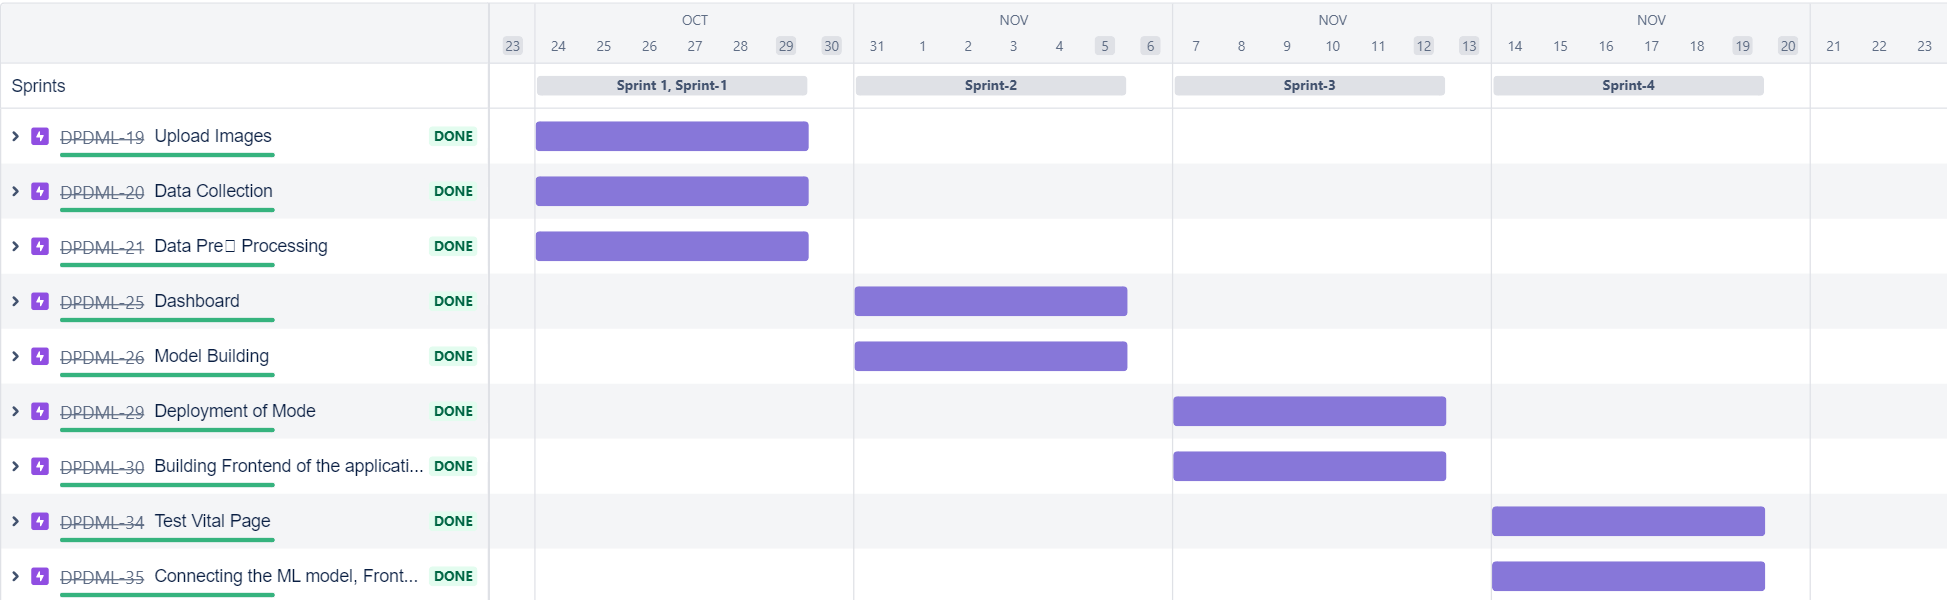 OCT NOV NOV NOV
23 24 25 26 27 28 29 30 31 1 2 3 4 5 6 7 8 9 10 11 12 13 14 15 16 17 18 19 20 21 22 23
Sprints Sprint 1, Sprint-1 Sprint-2 Sprint-3 Sprint-4
DPDML-19 Upload Images DONE
DPDML-20 Data Collection DONE
DPDML-21 Data Pre▯ Processing DONE
DPDML-25 Dashboard DONE
DPDML-26 Model Building DONE
DPDML-29 Deployment of Mode DONE
DPDML-30 Building Frontend of the applicati... DONE
DPDML-34 Test Vital Page DONE
DPDML-35 Connecting the ML model, Front... DONE